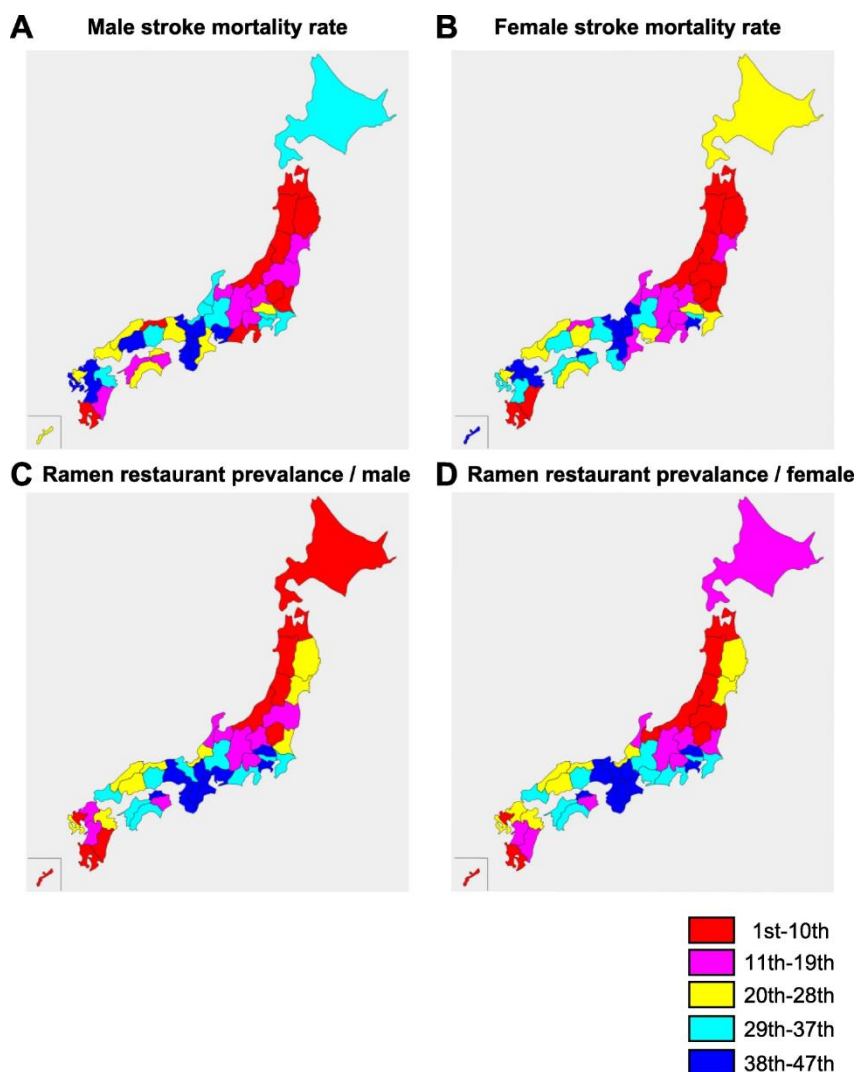 A Male stroke mortality rate
B Female stroke mortality rate
C Ramen restaurant prevalance / male
D Ramen restaurant prevalance / female
1st-10th
11th-19th
20th-28th
29th-37th
38th-47th